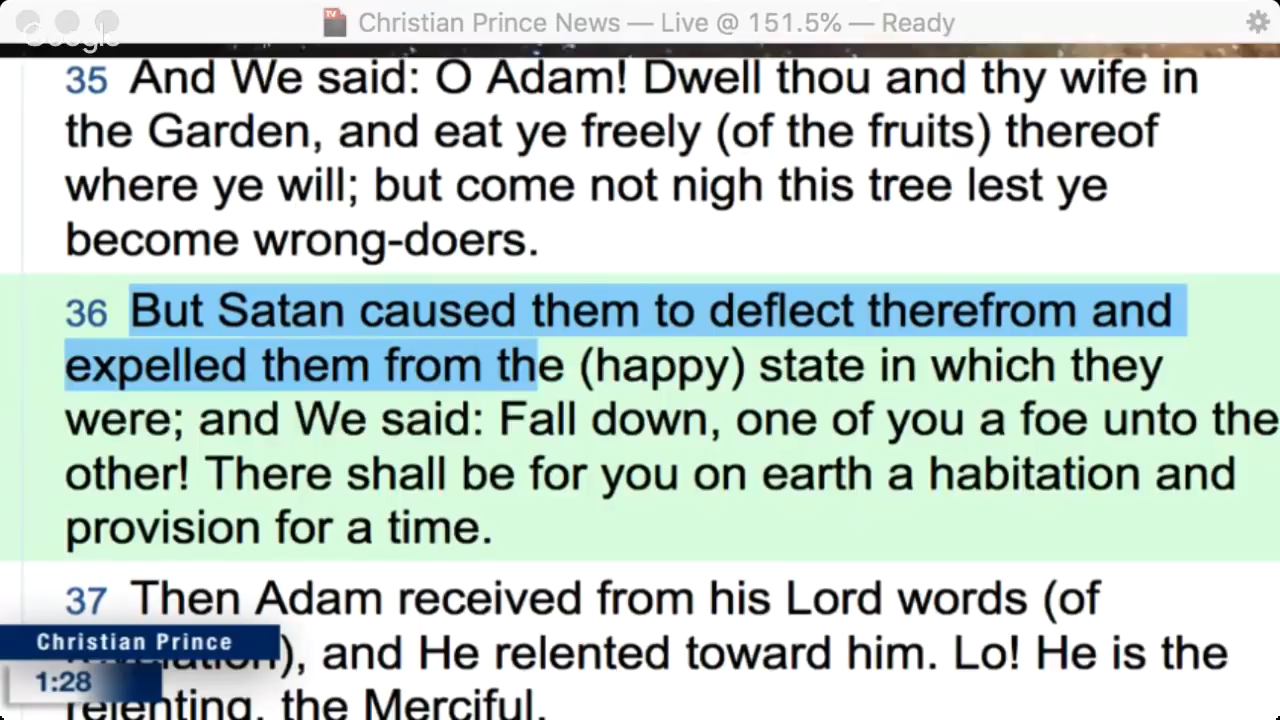 Christian Prince News — Live @ 151.5% — Ready
Google
35 And We said: O Adam! Dwell thou and thy wife in
the Garden, and eat ye freely (of the fruits) thereof
where ye will; but come not nigh this tree lest ye
become wrong-doers.
36 But Satan caused them to deflect therefrom and
expelled them from the (happy) state in which they
were; and We said: Fall down, one of you a foe unto the
other! There shall be for you on earth a habitation and
provision for a time.
37 Then Adam received from his Lord words (of
Christian Prince
), and He relented toward him. Lo! He is the
1:28
relenting, the Merciful.